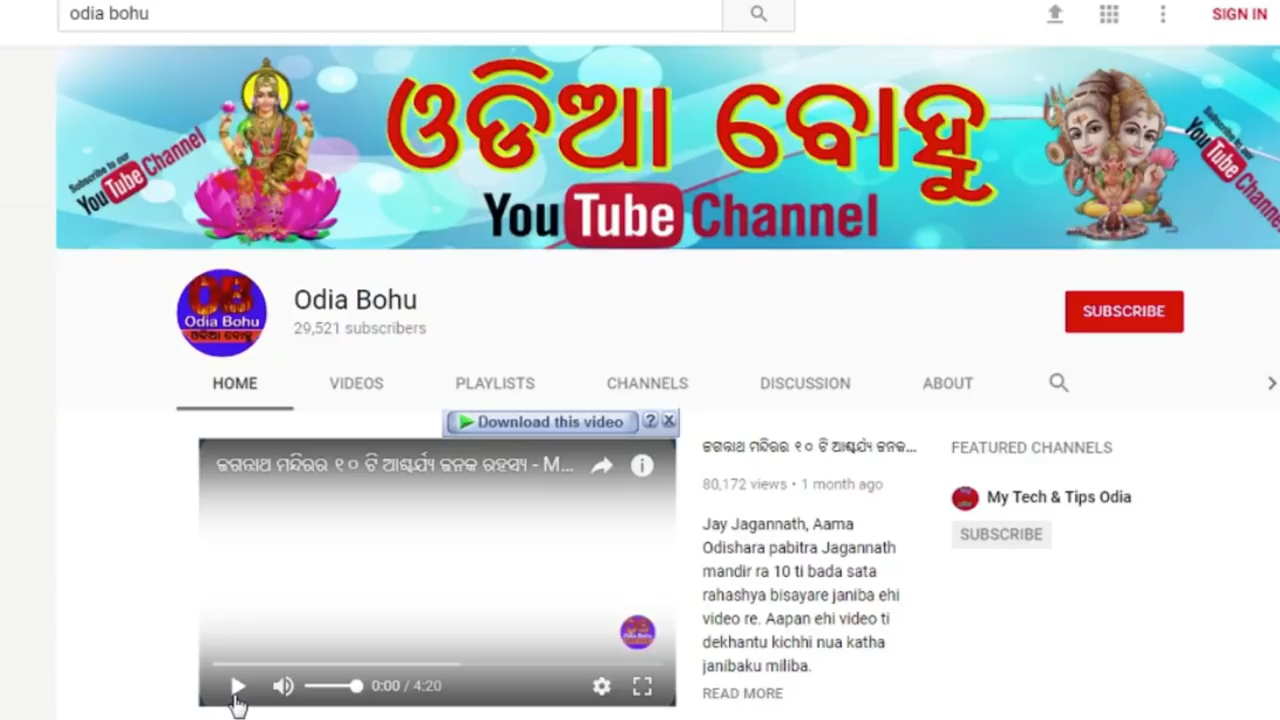 odia bohu
SIGN IN
Subscribe to our
YouTube Channel
ଓଡିଆ ବୋହୁ
YouTube Channel
Subscribe to our
YouTube Channel
OB
Odia Bohu
ଓଡିଆ ବୋହୁ
Odia Bohu
29,521 subscribers
SUBSCRIBE
HOME VIDEOS PLAYLISTS CHANNELS DISCUSSION ABOUT
Download this video ? X
ଜଗନ୍ନାଥ ମନ୍ଦିରର ୧୦ ଟି ଆଶ୍ଚର୍ଯ୍ୟ ଜନକ ରହସ୍ୟ - M...
0:00 / 4:20
ଜଗନ୍ନାଥ ମନ୍ଦିରର ୧୦ ଟି ଆଶ୍ଚର୍ଯ୍ୟ ଜନକ...
80,172 views • 1 month ago
Jay Jagannath, Aama
Odishara pabitra Jagannath
mandir ra 10 ti bada sata
rahashya bisayare janiba ehi
video re. Aapan ehi video ti
dekhantu kichhi nua katha
janibaku miliba.
READ MORE
FEATURED CHANNELS
My Tech & Tips Odia
SUBSCRIBE